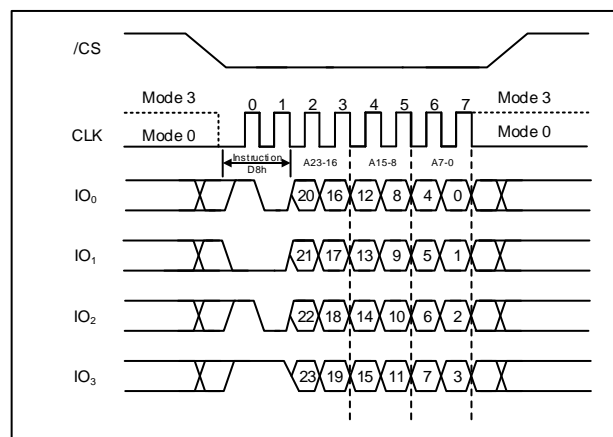 /CS
Mode 3 0 1 2 3 4 5 6 7 Mode 3
CLK Mode 0 Mode 0
Instruction A23-16 A15-8 A7-0
D8h
IO0 20 16 12 8 4 0
IO1 21 17 13 9 5 1
IO2 22 18 14 10 6 2
IO3 23 19 15 11 7 3